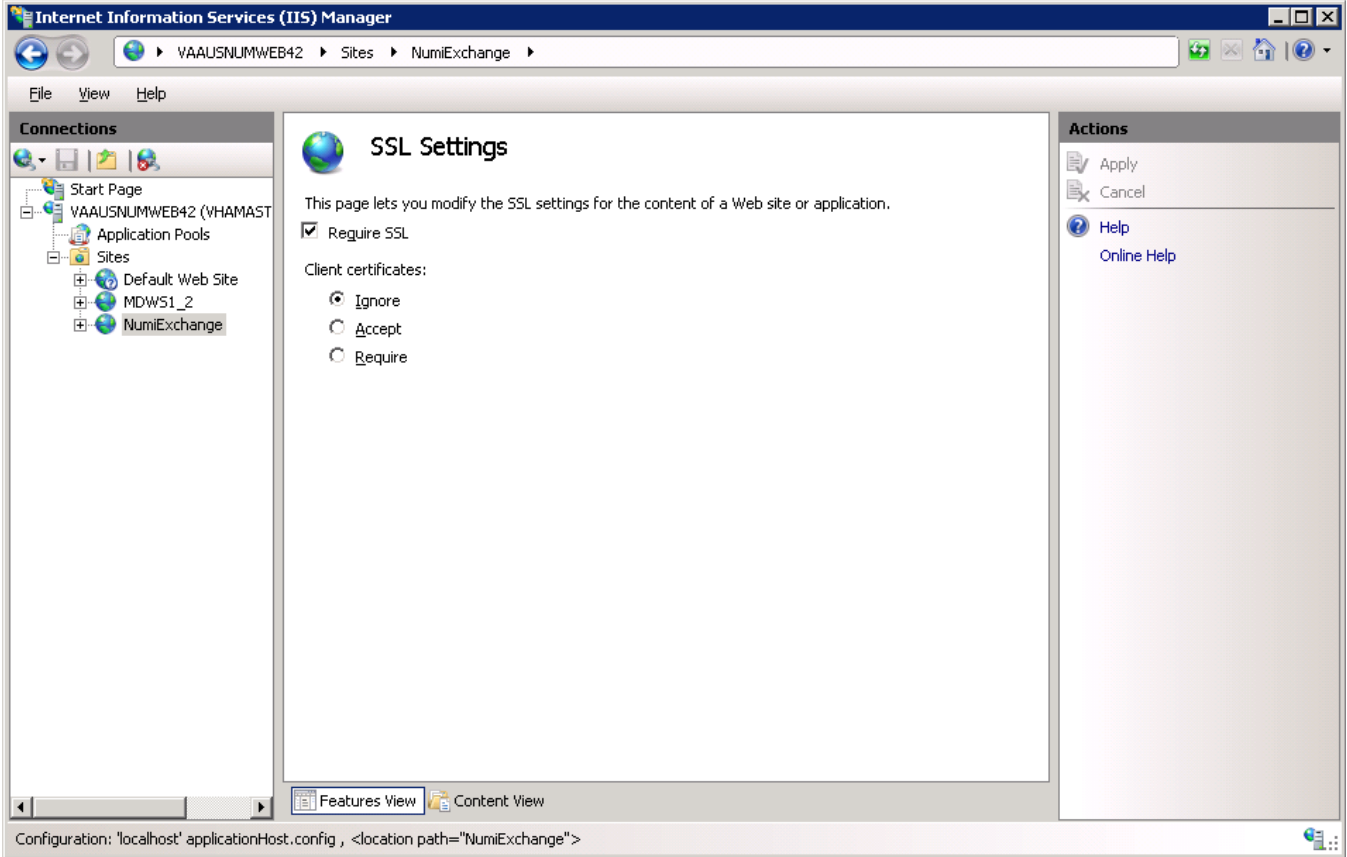 Internet Information Services (IIS) Manager
VAAUSNUMWEB42 Sites NumiExchange
File View Help
Connections
Start Page
VAAUSNUMWEB42 (VHAMAST
Application Pools
Sites
Default Web Site
MDWS1_2
NumiExchange
SSL Settings
This page lets you modify the SSL settings for the content of a Web site or application.
Require SSL
Client certificates:
Ignore
Accept
Require
Features View Content View
Actions
Apply
Cancel
Help
Online Help
Configuration: 'localhost' applicationHost.config , <location path="NumiExchange">